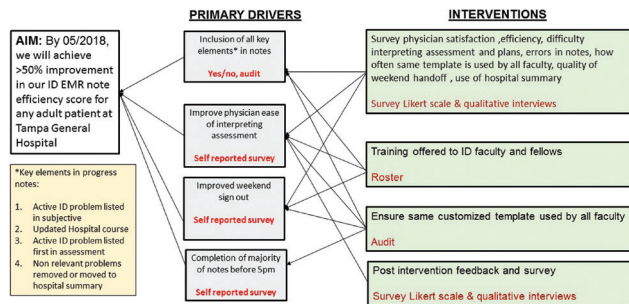 PRIMARY DRIVERS
INTERVENTIONS
AIM: By 05/2018,
we will achieve
>50% improvement
in our ID EMR note
efficiency score for
any adult patient at
Tampa General
Hospital
*Key elements in progress
notes:
1. Active ID problem listed
in subjective
2. Updated Hospital course
3. Active ID problem listed
first in assessment
4. Non relevant problems
removed or moved to
hospital summary
Inclusion of all key
elements* in notes
Yes/no, audit
Improve physician ease
of interpreting
assessment
Self reported survey
Improved weekend
sign out
Self reported survey
Completion of majority
of notes before 5pm
Self reported survey
Survey physician satisfaction ,efficiency, difficulty
interpreting assessment and plans, errors in notes, how
often same template is used by all faculty, quality of
weekend handoff , use of hospital summary
Survey Likert scale & qualitative interviews
Training offered to ID faculty and fellows
Roster
Ensure same customized template used by all faculty
Audit
Post intervention feedback and survey
Survey Likert scale & qualitative interviews